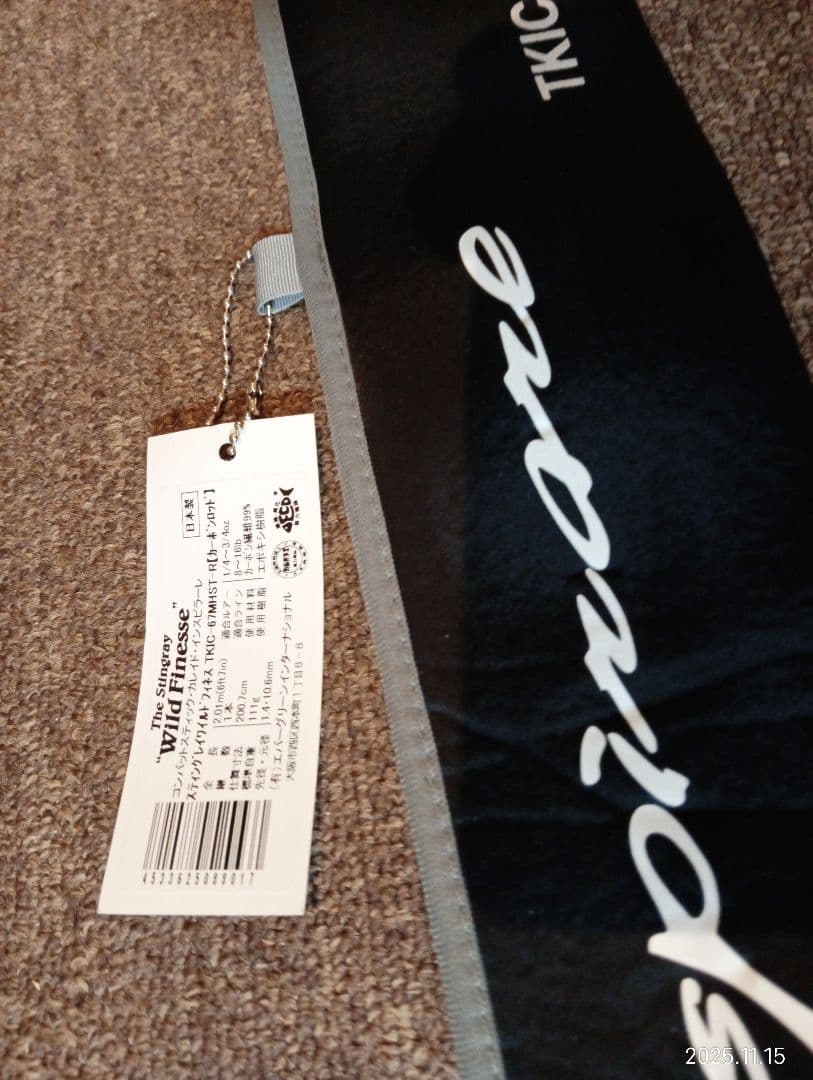 TKIC
spirare
The Stingray
"Wild Finesse"
日本製
コンバットスティック・カレイド・インスピラーレ
スティングレイワイルドフィネス TKIC-67MHST-R【カーボンロッド】
全長 2.01m(6ft7in) 適合ルアー 1/4〜3/4oz
継数 1本 適合ライン 8〜16lb
仕舞寸法 200.7cm 使用材料 カーボン繊維99%
標準自重 111g 使用樹脂 エポキシ樹脂
先径・元径 1.4-10.6mm
(有)エバーグリーンインターナショナル
大阪市西区西本町1丁目8-8
4533625088017
2025.11.15